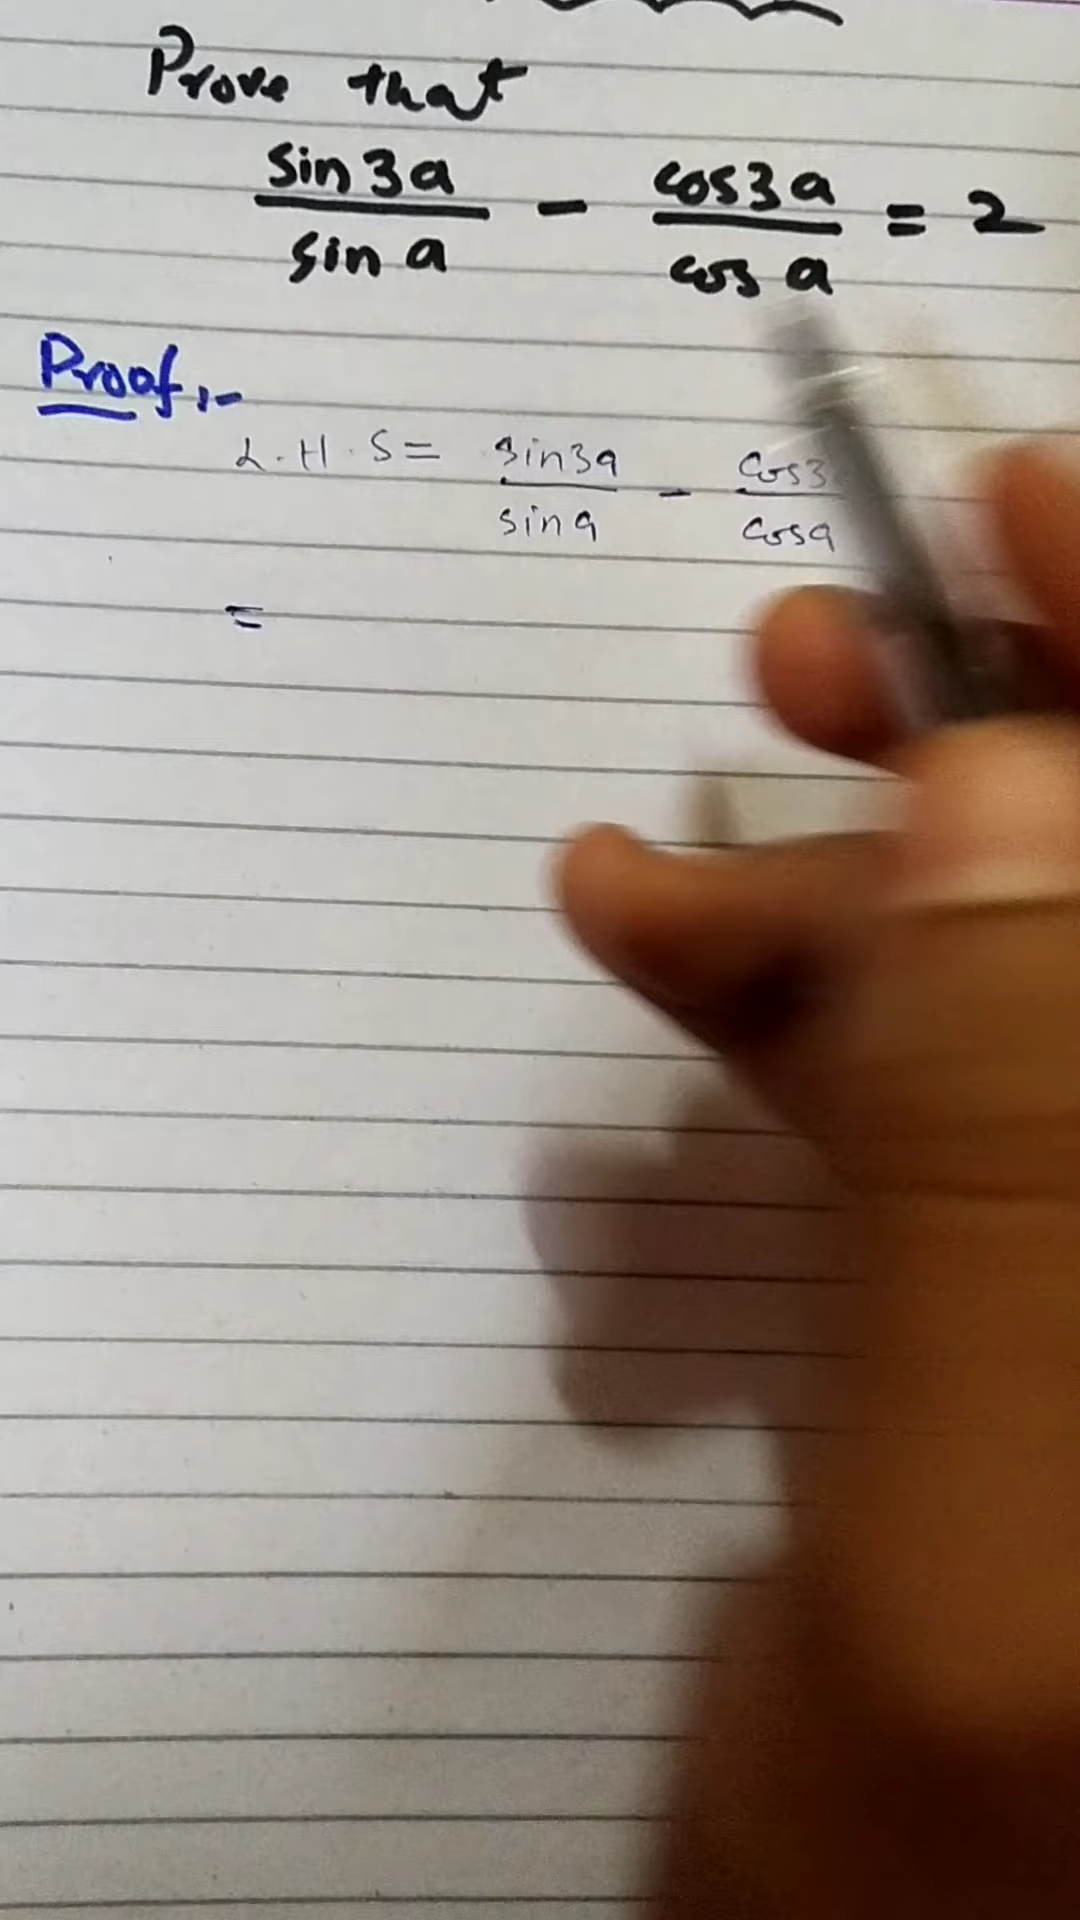 Prove that
sin 3a / sin a - cos 3a / cos a = 2
Proof :-
L.H.S = sin3a / sina - cos3 / cosa
=